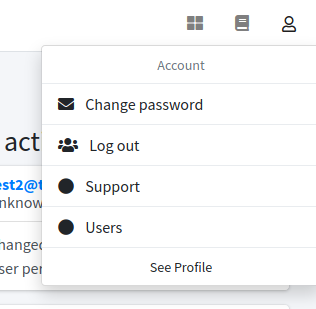 Account
Change password
act
Log out
est2@t
Support
nknow
Users
hanged
ser per
See Profile